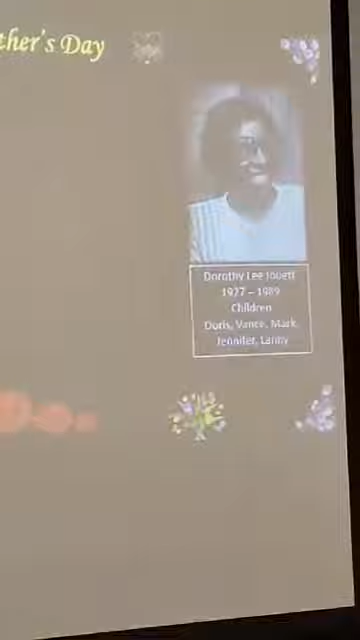 ther's Day
Dorothy Lee Jouett
1927 – 1989
Children
Doris, Vance, Mark,
Jennifer, Lanny